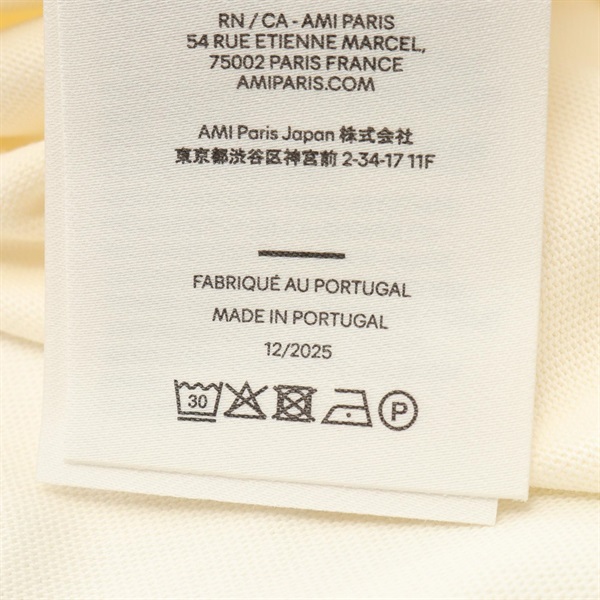 RN / CA - AMI PARIS
54 RUE ETIENNE MARCEL,
75002 PARIS FRANCE
AMIPARIS.COM
AMI Paris Japan 株式会社
東京都渋谷区神宮前 2-34-17 11F
FABRIQUÉ AU PORTUGAL
MADE IN PORTUGAL
12/2025
30 P